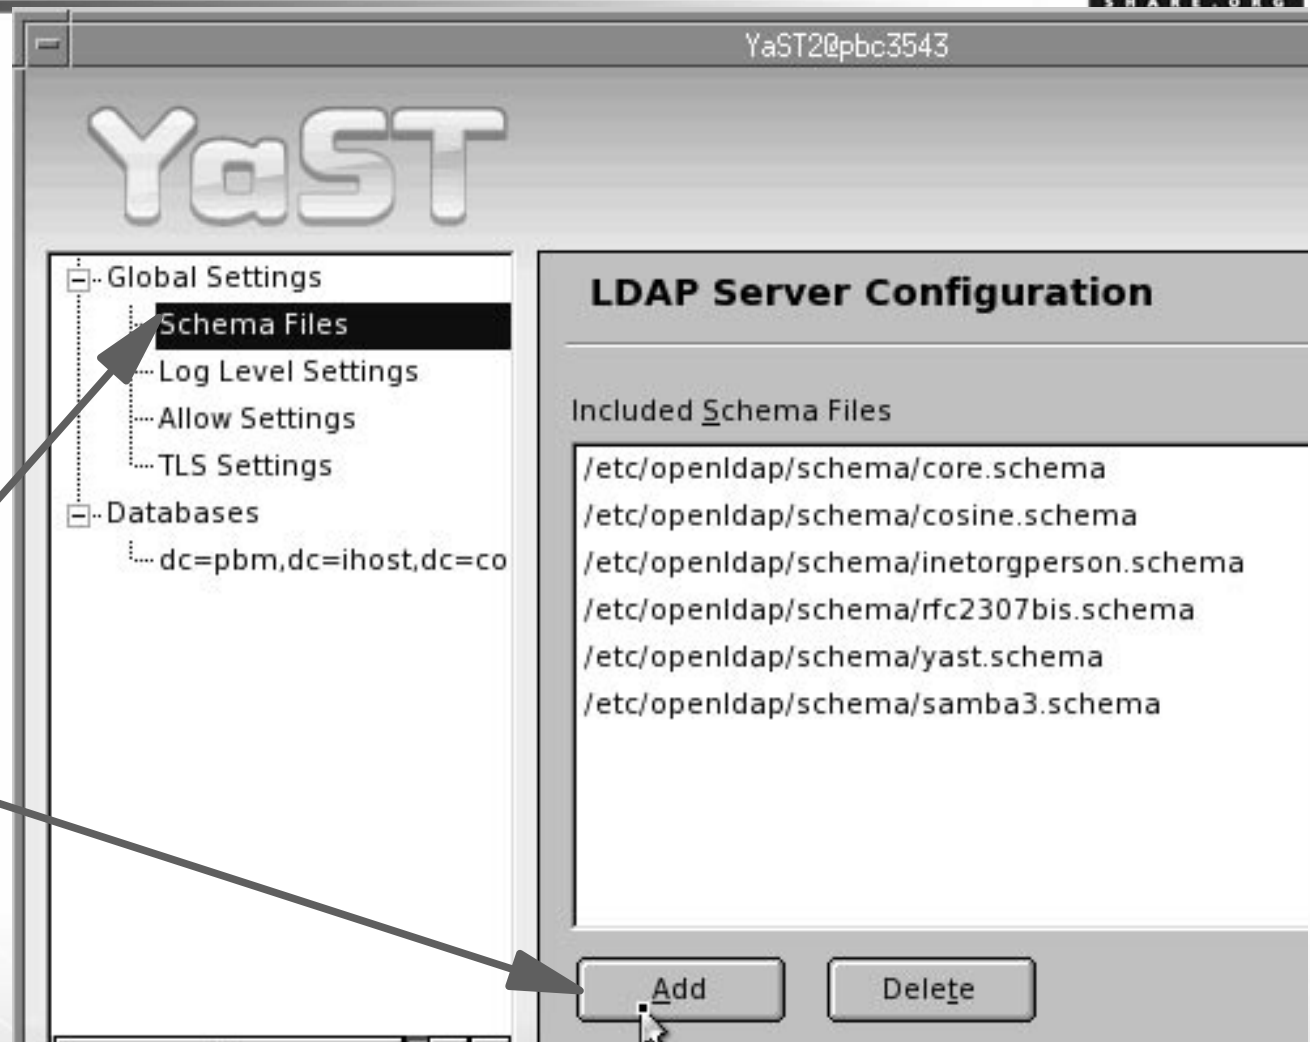 SHARE.ORG
YaST2@pbc3543
YaST
Global Settings
Schema Files
Log Level Settings
Allow Settings
TLS Settings
Databases
dc=pbm,dc=ihost,dc=co
LDAP Server Configuration
Included Schema Files
/etc/openldap/schema/core.schema
/etc/openldap/schema/cosine.schema
/etc/openldap/schema/inetorgperson.schema
/etc/openldap/schema/rfc2307bis.schema
/etc/openldap/schema/yast.schema
/etc/openldap/schema/samba3.schema
Add
Delete